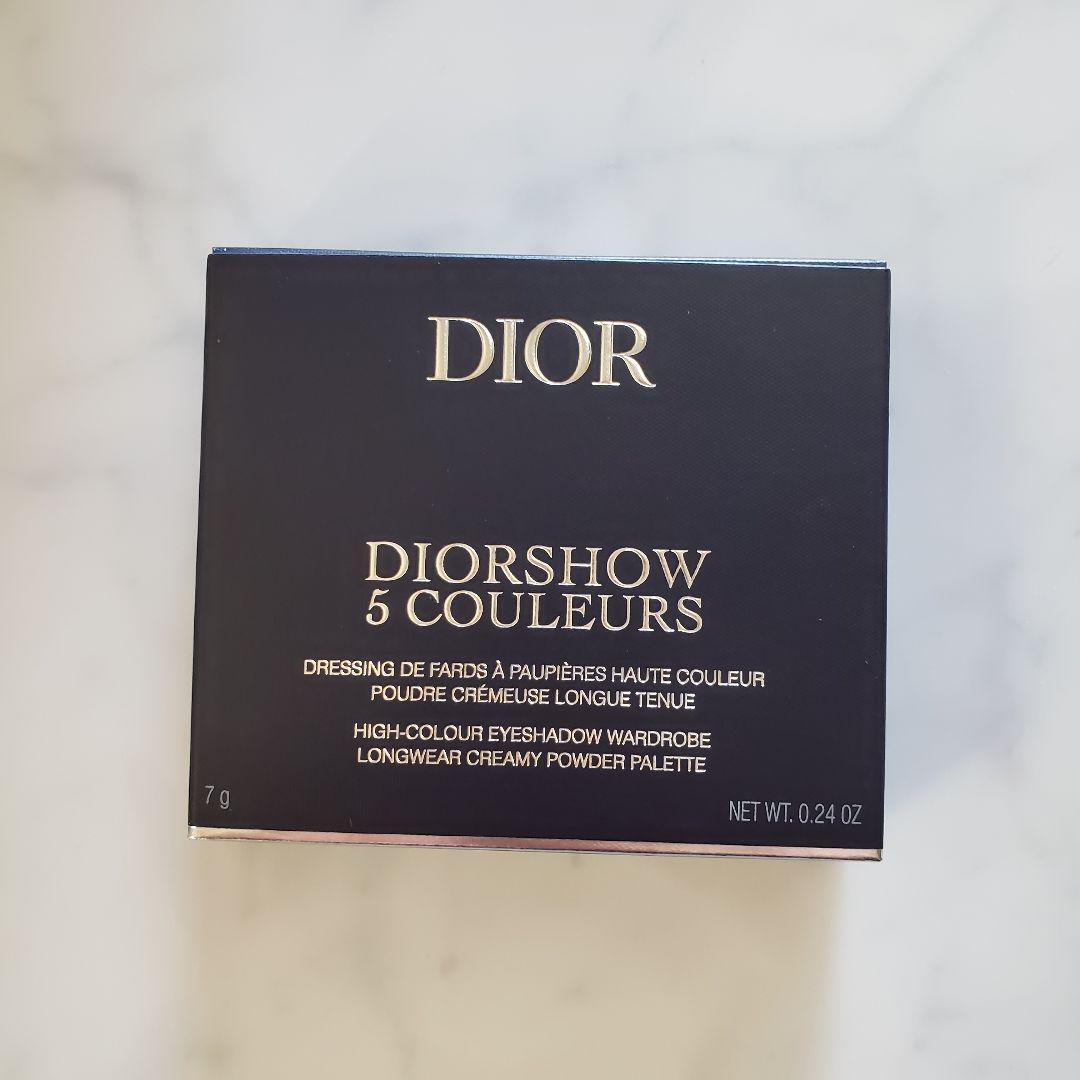 DIOR
DIORSHOW
5 COULEURS
DRESSING DE FARDS À PAUPIÈRES HAUTE COULEUR
POUDRE CRÉMEUSE LONGUE TENUE
HIGH-COLOUR EYESHADOW WARDROBE
LONGWEAR CREAMY POWDER PALETTE
7 g
NET WT. 0.24 OZ